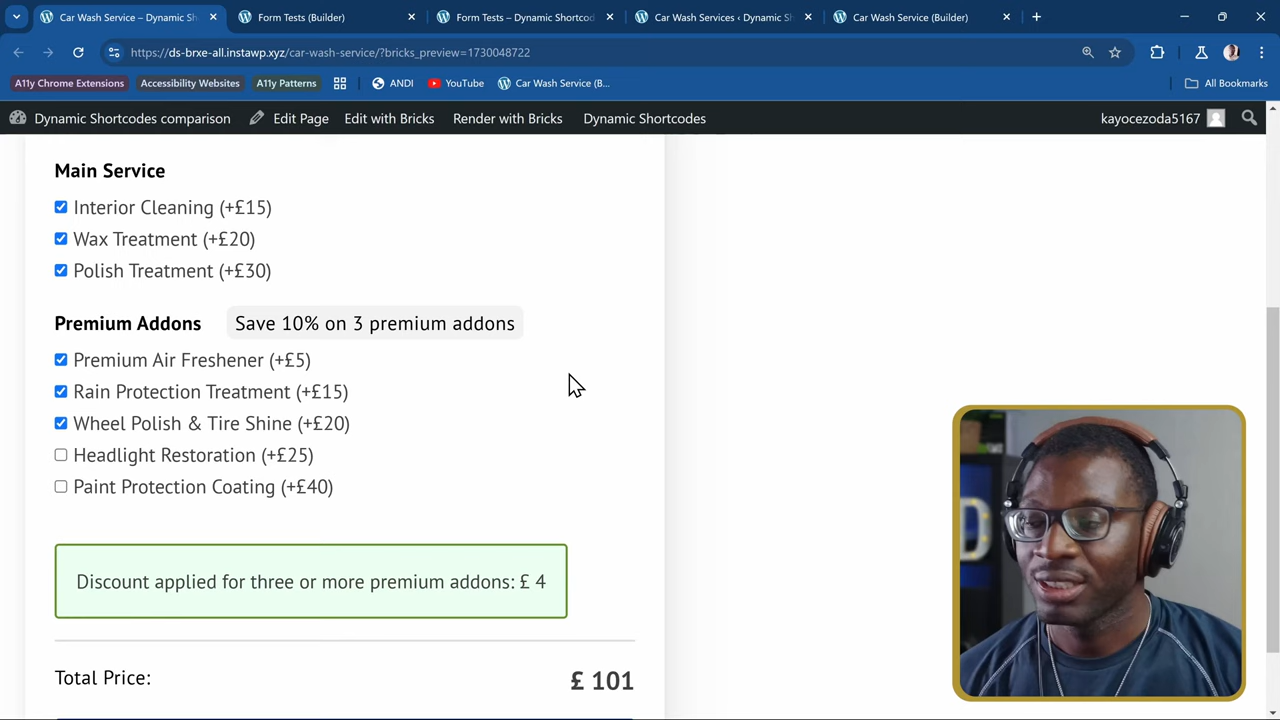 Car Wash Service – Dynamic Sh
Form Tests (Builder)
Form Tests – Dynamic Shortcod
Car Wash Services ‹ Dynamic Sh
Car Wash Service (Builder)
https://ds-brxe-all.instawp.xyz/car-wash-service/?bricks_preview=1730048722
A11y Chrome Extensions
Accessibility Websites
A11y Patterns
ANDI
YouTube
Car Wash Service (B...
All Bookmarks
Dynamic Shortcodes comparison
Edit Page
Edit with Bricks
Render with Bricks
Dynamic Shortcodes
kayocezoda5167
Main Service
Interior Cleaning (+£15)
Wax Treatment (+£20)
Polish Treatment (+£30)
Premium Addons
Save 10% on 3 premium addons
Premium Air Freshener (+£5)
Rain Protection Treatment (+£15)
Wheel Polish & Tire Shine (+£20)
Headlight Restoration (+£25)
Paint Protection Coating (+£40)
Discount applied for three or more premium addons: £ 4
Total Price:
£ 101